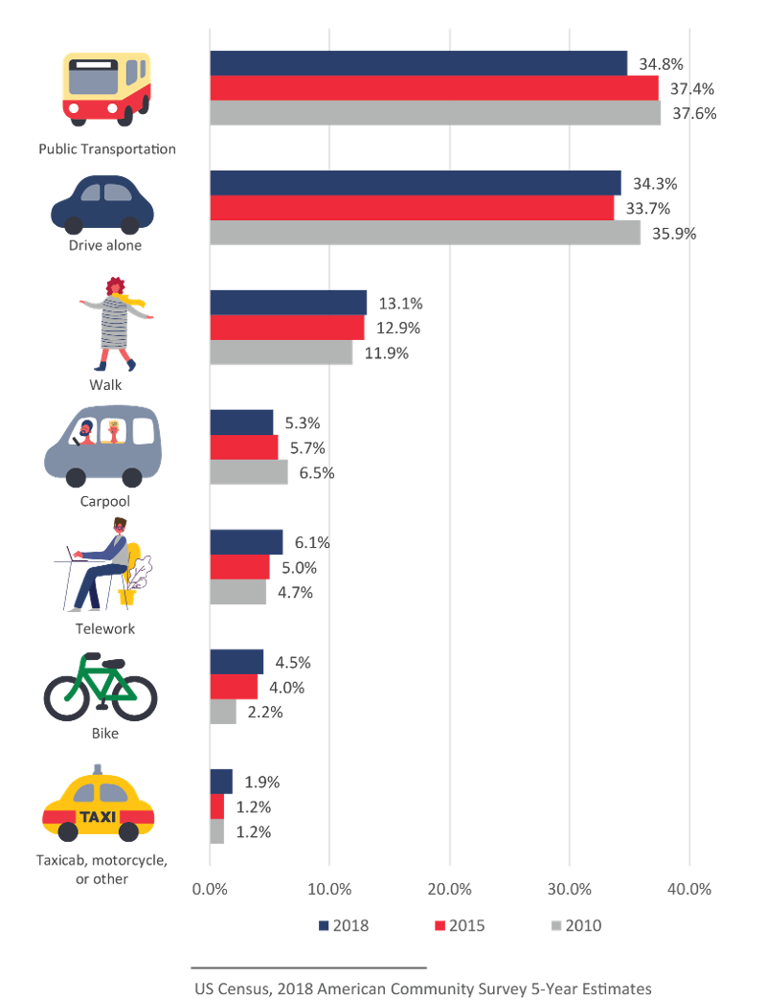 34.8%
37.4%
37.6%
Public Transportation
34.3%
33.7%
35.9%
Drive alone
13.1%
12.9%
11.9%
Walk
5.3%
5.7%
6.5%
Carpool
6.1%
5.0%
4.7%
Telework
4.5%
4.0%
2.2%
Bike
1.9%
1.2%
1.2%
TAXI
Taxicab, motorcycle,
or other
0.0% 10.0% 20.0% 30.0% 40.0%
2018 2015 2010
US Census, 2018 American Community Survey 5-Year Estimates